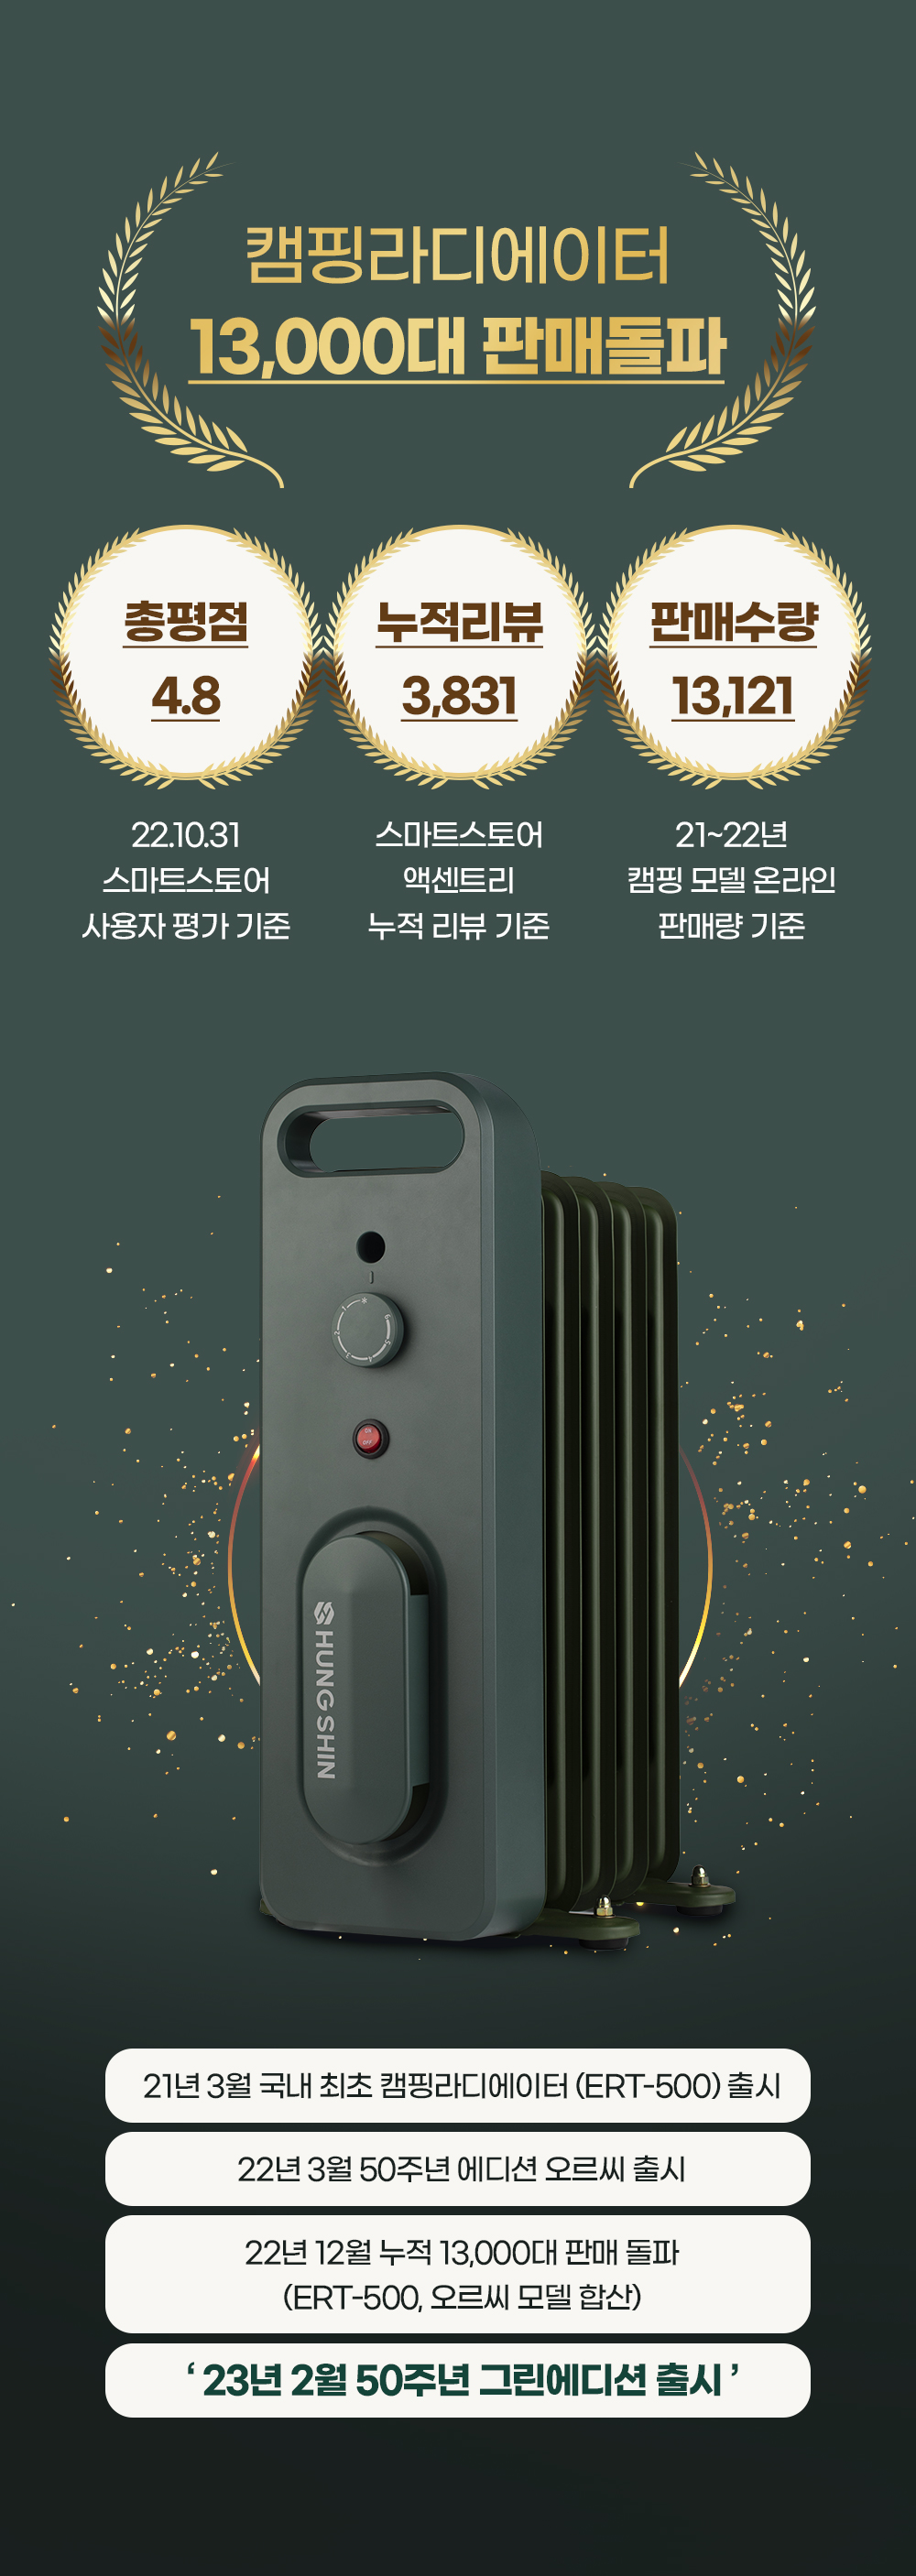 캠핑라디에이터
13,000대 판매돌파
총평점
4.8
누적리뷰
3,831
판매수량
13,121
22.10.31
스마트스토어
사용자 평가 기준
스마트스토어
액센트리
누적 리뷰 기준
21~22년
캠핑 모델 온라인
판매량 기준
1
2
3
4
5
6
ON
OFF
HUNG SHIN
21년 3월 국내 최초 캠핑라디에이터 (ERT-500) 출시
22년 3월 50주년 에디션 오르씨 출시
22년 12월 누적 13,000대 판매 돌파
(ERT-500, 오르씨 모델 합산)
‘ 23년 2월 50주년 그린에디션 출시 ’